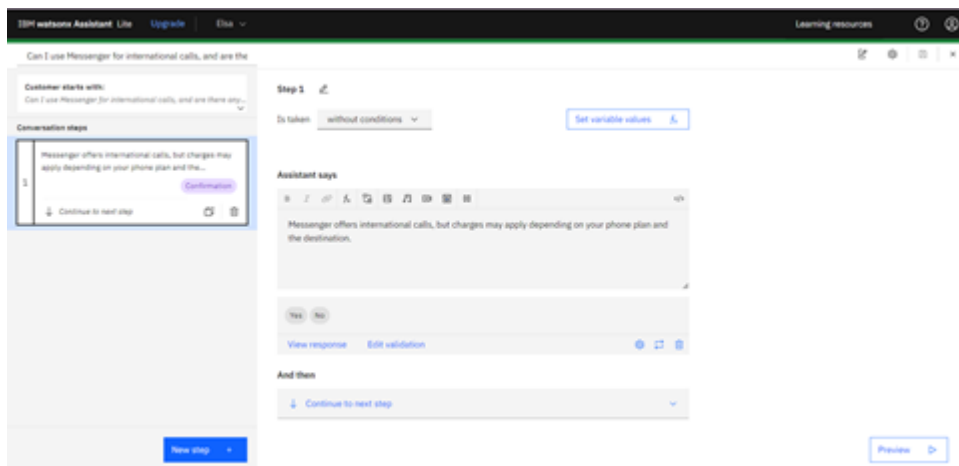 IBM watsonx Assistant Lite Upgrade Elsa Learning resources
Can I use Messenger for international calls, and are the
Customer starts with:
Can I use Messenger for international calls, and are there any...
Conversation steps
1
Messenger offers international calls, but charges may
apply depending on your phone plan and the...
Confirmation
Continue to next step
New step +
Step 1
Is taken without conditions
Set variable values fx
Assistant says
B I
Messenger offers international calls, but charges may apply depending on your phone plan and
the destination.
Yes No
View response Edit validation
And then
Continue to next step
Preview